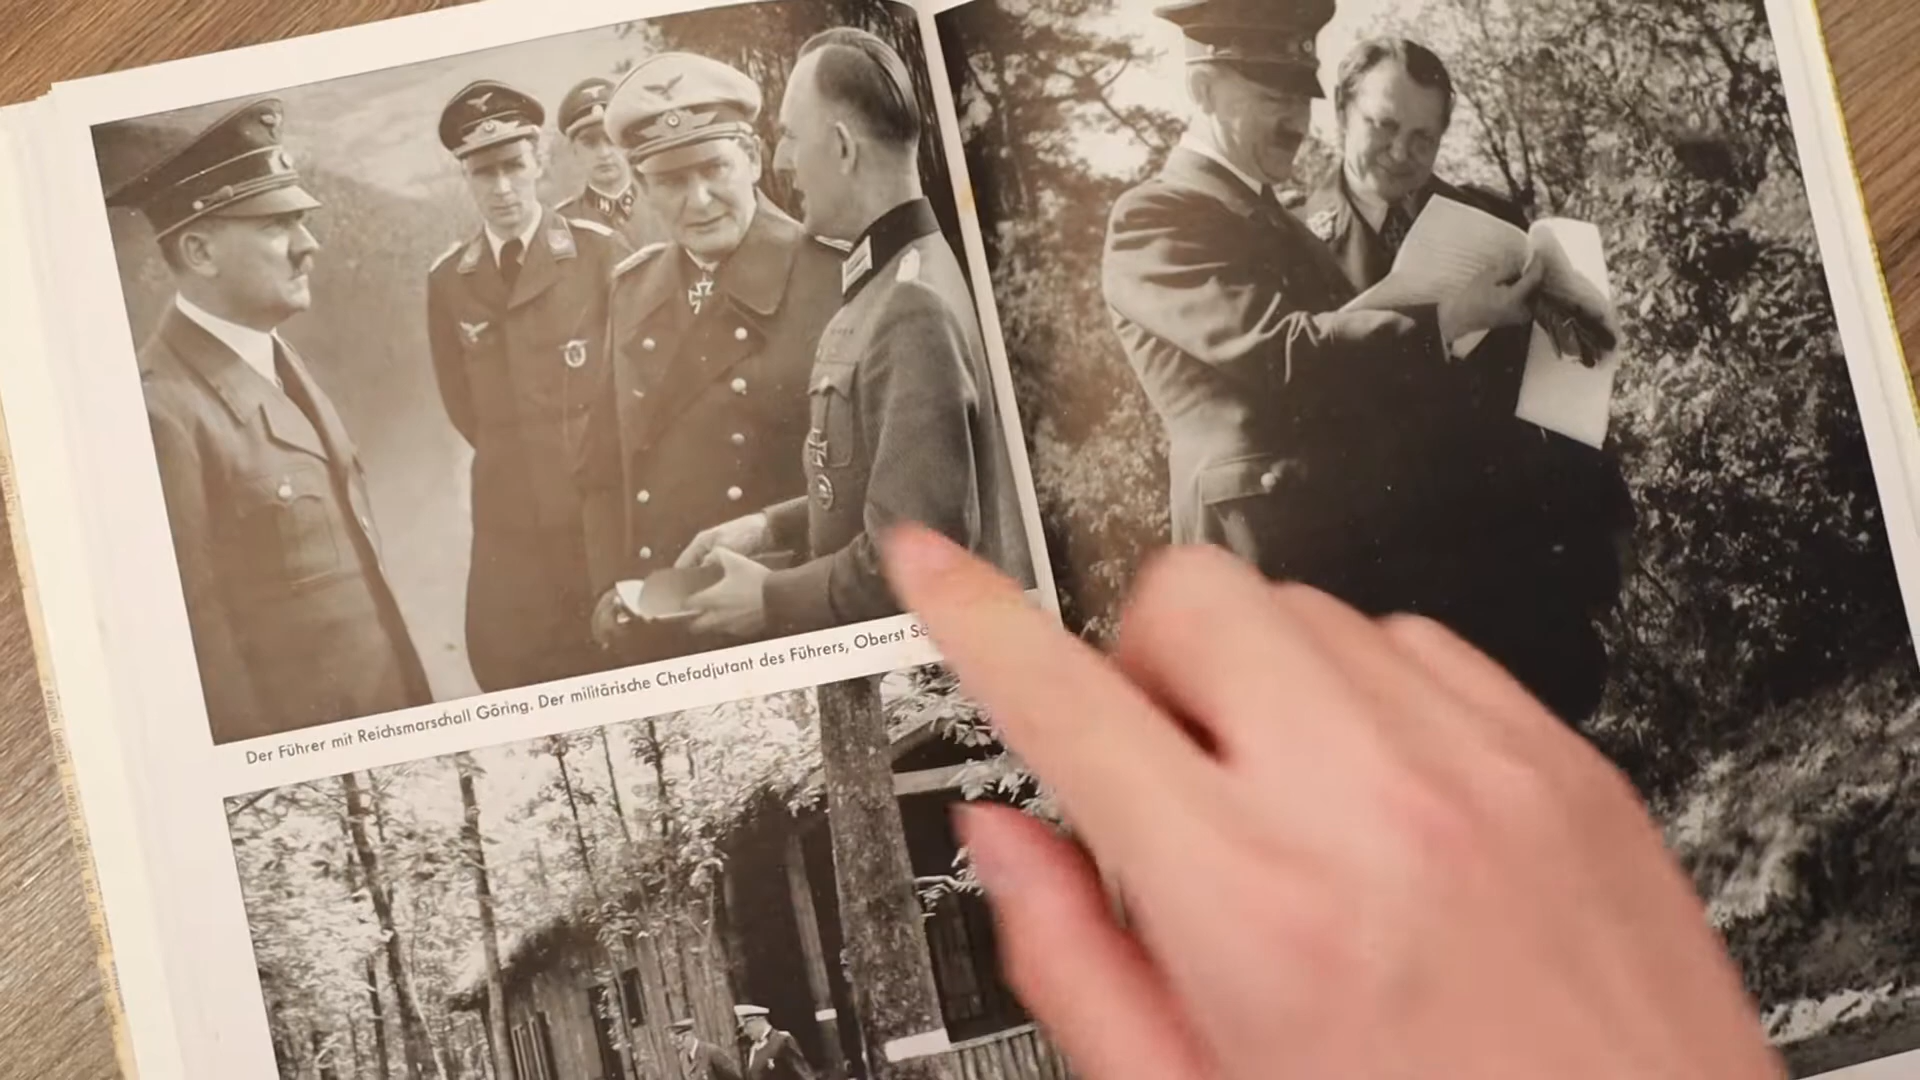 Der Führer mit Reichsmarschall Göring. Der militärische Chefadjutant des Führers, Oberst